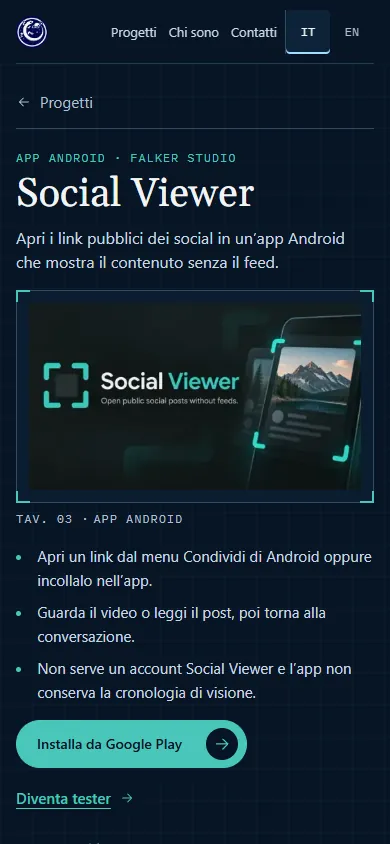 Progetti Chi sono Contatti IT EN
← Progetti
APP ANDROID · FALKER STUDIO
Social Viewer
Apri i link pubblici dei social in un'app Android
che mostra il contenuto senza il feed.
Social Viewer
Open public social posts without feeds.
TAV. 03 · APP ANDROID
• Apri un link dal menu Condividi di Android oppure
incollalo nell'app.
• Guarda il video o leggi il post, poi torna alla
conversazione.
• Non serve un account Social Viewer e l'app non
conserva la cronologia di visione.
Installa da Google Play →
Diventa tester →